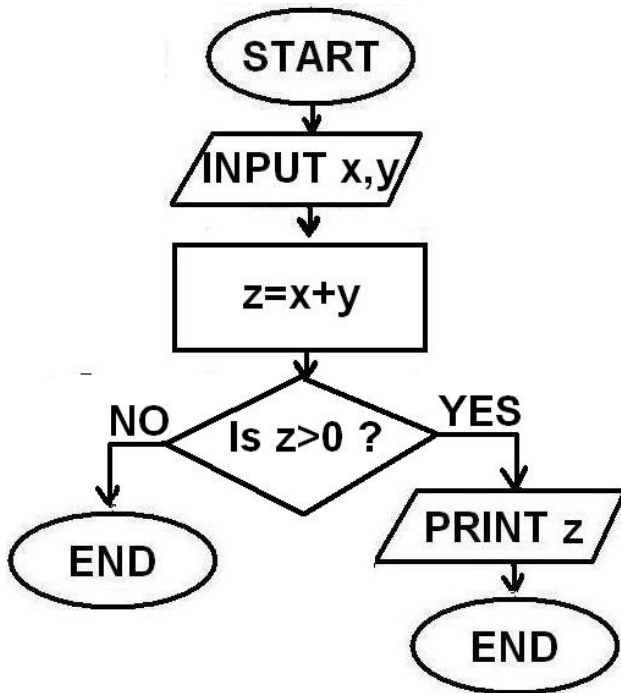 START
INPUT x,y
z=x+y
Is z>0 ?
NO
YES
END
PRINT z
END